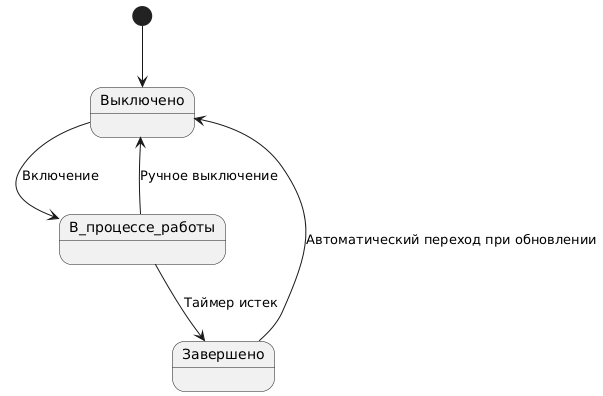 Выключено
Включение
Ручное выключение
В_процессе_работы
Автоматический переход при обновлении
Таймер истек
Завершено